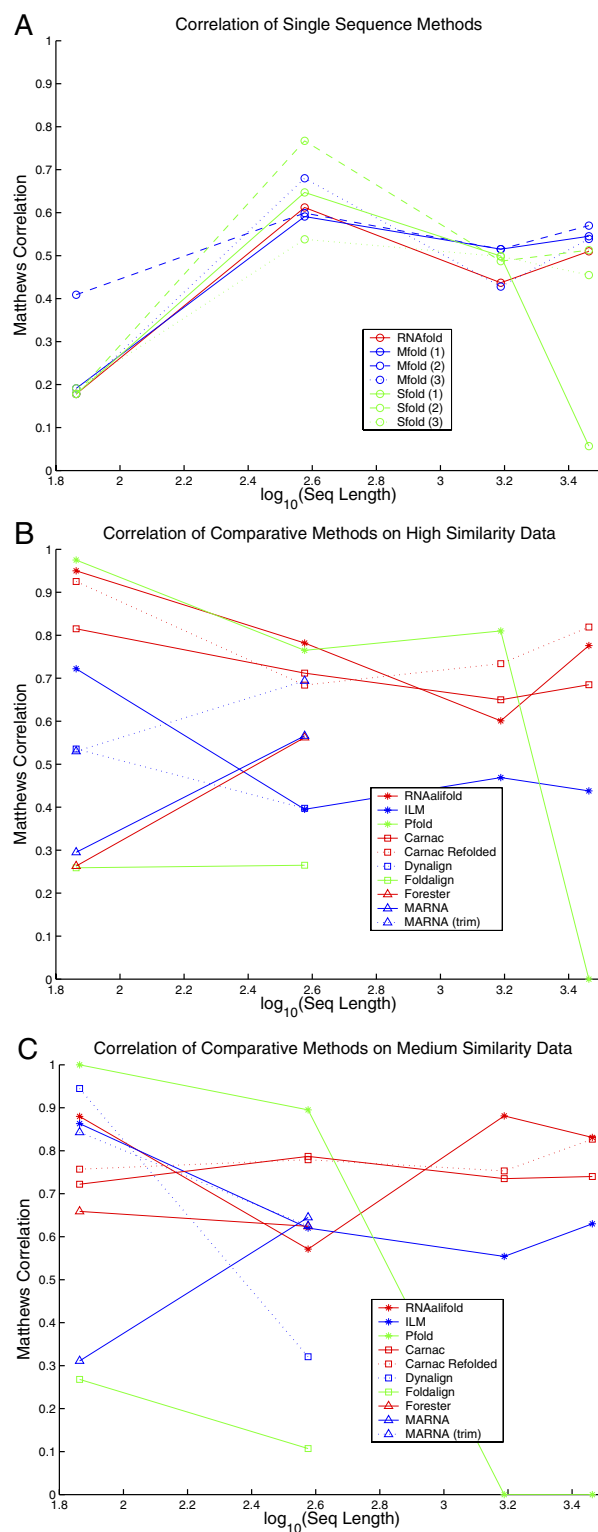 A
Correlation of Single Sequence Methods
1
0.9
0.8
0.7
0.6
0.5
0.4
0.3
0.2
0.1
0
Matthews Correlation
RNAfold
Mfold (1)
Mfold (2)
Mfold (3)
Sfold (1)
Sfold (2)
Sfold (3)
1.8 2 2.2 2.4 2.6 2.8 3 3.2 3.4
log10(Seq Length)
B
Correlation of Comparative Methods on High Similarity Data
1
0.9
0.8
0.7
0.6
0.5
0.4
0.3
0.2
0.1
0
Matthews Correlation
RNAalifold
ILM
Pfold
Carnac
Carnac Refolded
Dynalign
Foldalign
Forester
MARNA
MARNA (trim)
1.8 2 2.2 2.4 2.6 2.8 3 3.2 3.4
log10(Seq Length)
C
Correlation of Comparative Methods on Medium Similarity Data
1
0.9
0.8
0.7
0.6
0.5
0.4
0.3
0.2
0.1
0
Matthews Correlation
RNAalifold
ILM
Pfold
Carnac
Carnac Refolded
Dynalign
Foldalign
Forester
MARNA
MARNA (trim)
1.8 2 2.2 2.4 2.6 2.8 3 3.2 3.4
log10(Seq Length)